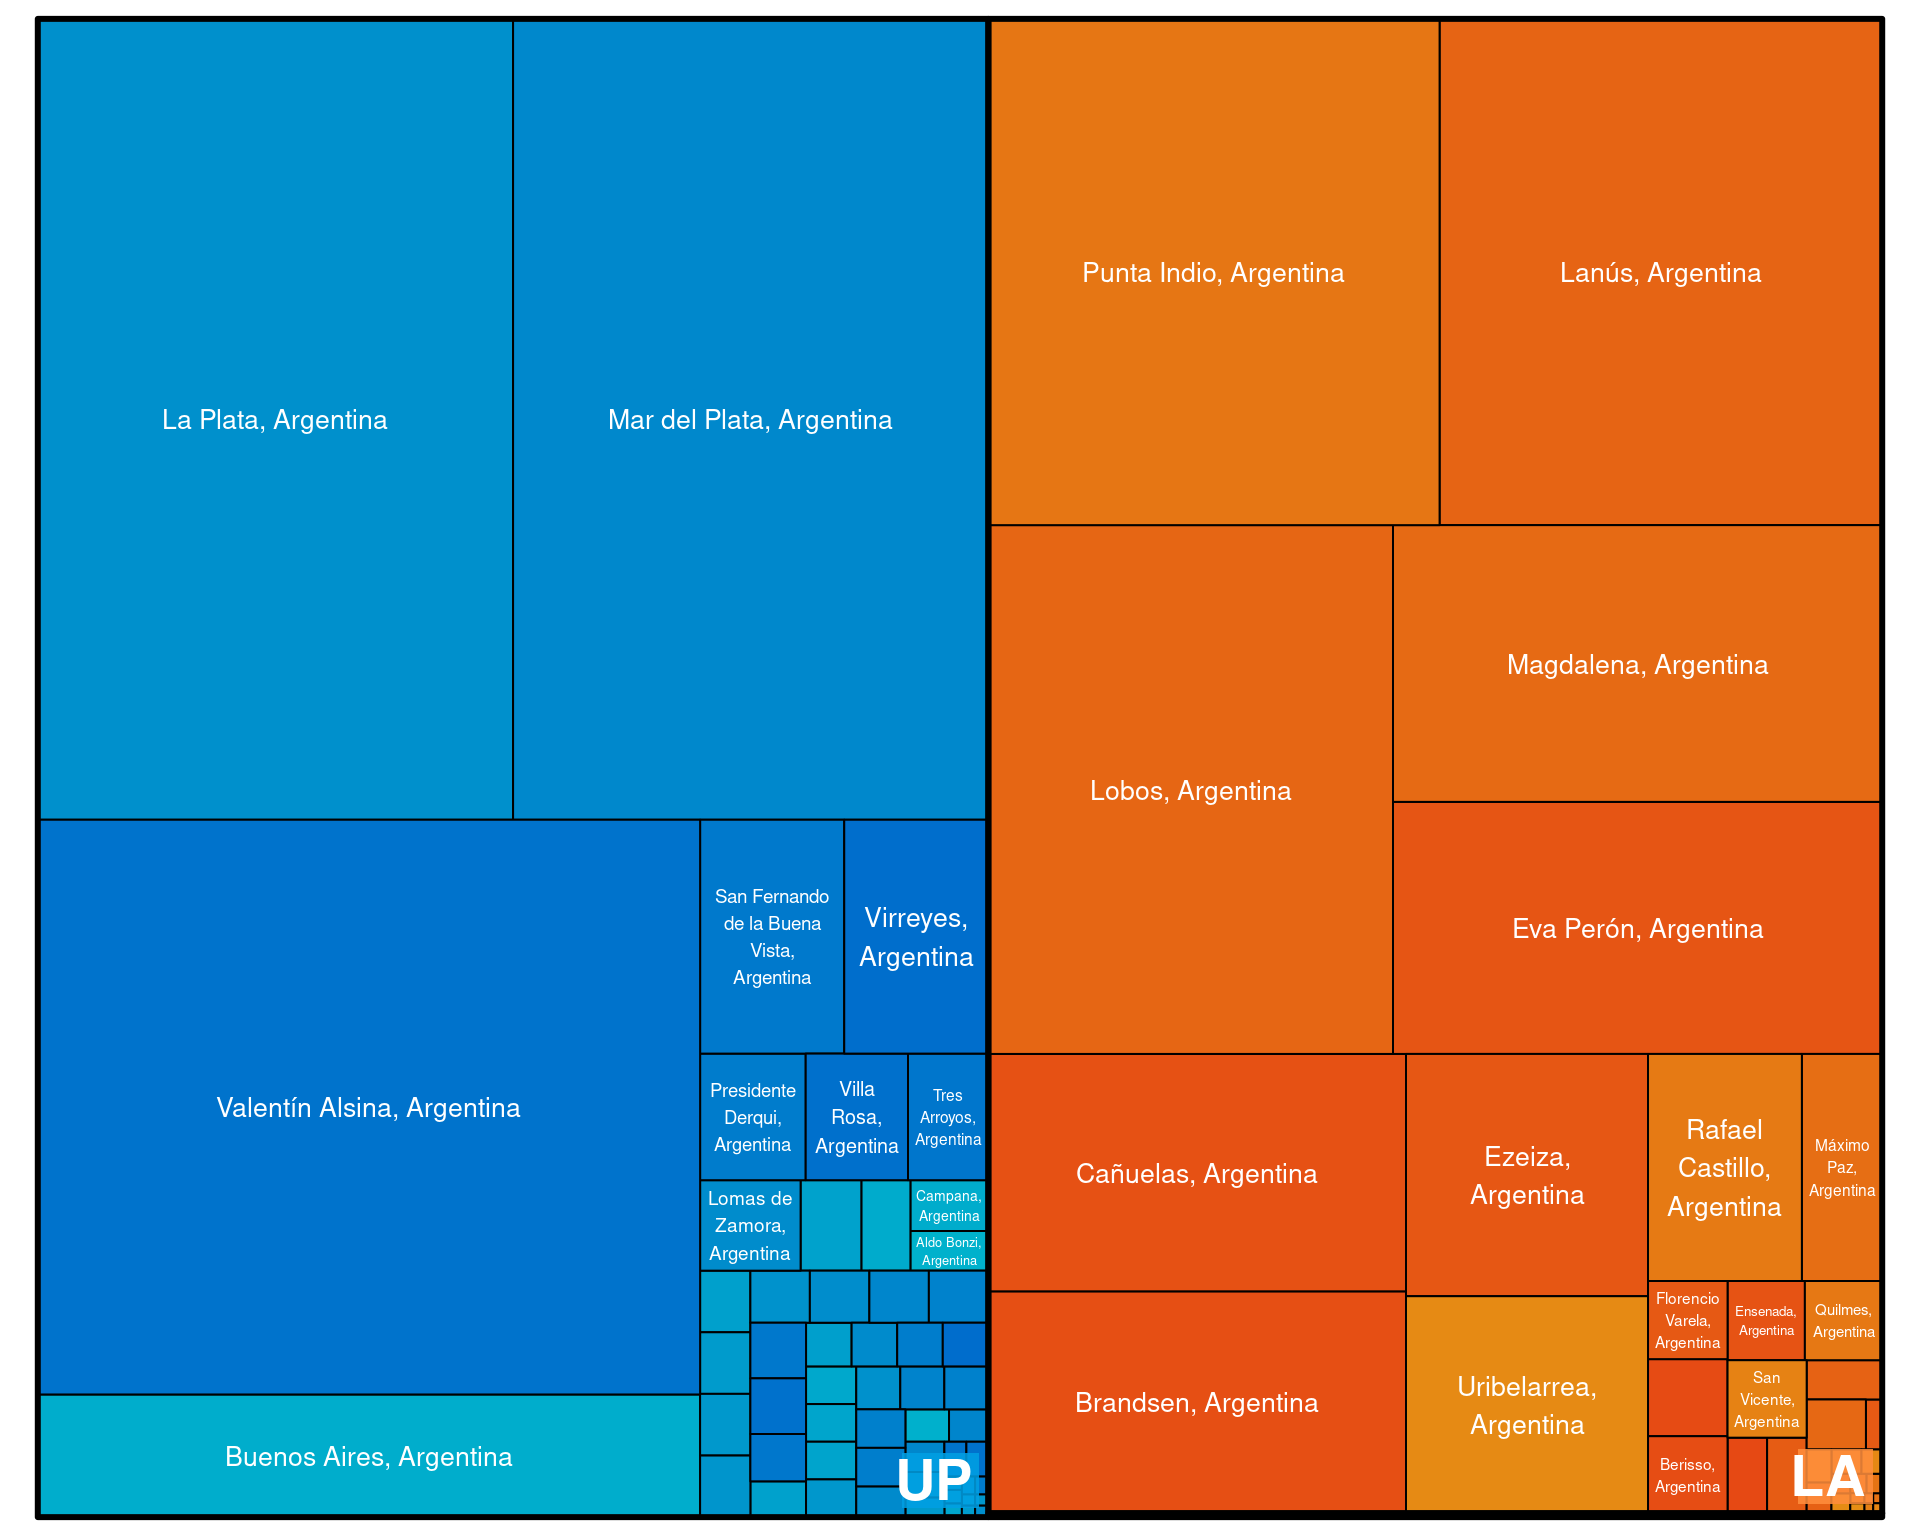 La Plata, Argentina
Mar del Plata, Argentina
Valentín Alsina, Argentina
San Fernando
de la Buena
Vista,
Argentina
Virreyes,
Argentina
Presidente
Derqui,
Argentina
Villa
Rosa,
Argentina
Tres
Arroyos,
Argentina
Lomas de
Zamora,
Argentina
Campana,
Argentina
Aldo Bonzi,
Argentina
Buenos Aires, Argentina
UP
Punta Indio, Argentina
Lanús, Argentina
Lobos, Argentina
Magdalena, Argentina
Eva Perón, Argentina
Cañuelas, Argentina
Ezeiza,
Argentina
Rafael
Castillo,
Argentina
Máximo
Paz,
Argentina
Brandsen, Argentina
Uribelarrea,
Argentina
Florencio
Varela,
Argentina
Ensenada,
Argentina
Quilmes,
Argentina
San
Vicente,
Argentina
Berisso,
Argentina
LA